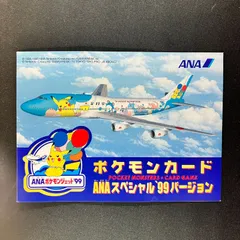 ANA
ANAポケモンジェット'99
ポケモンカード
POCKET MONSTERS CARD GAME
ANAスペシャル'99バージョン